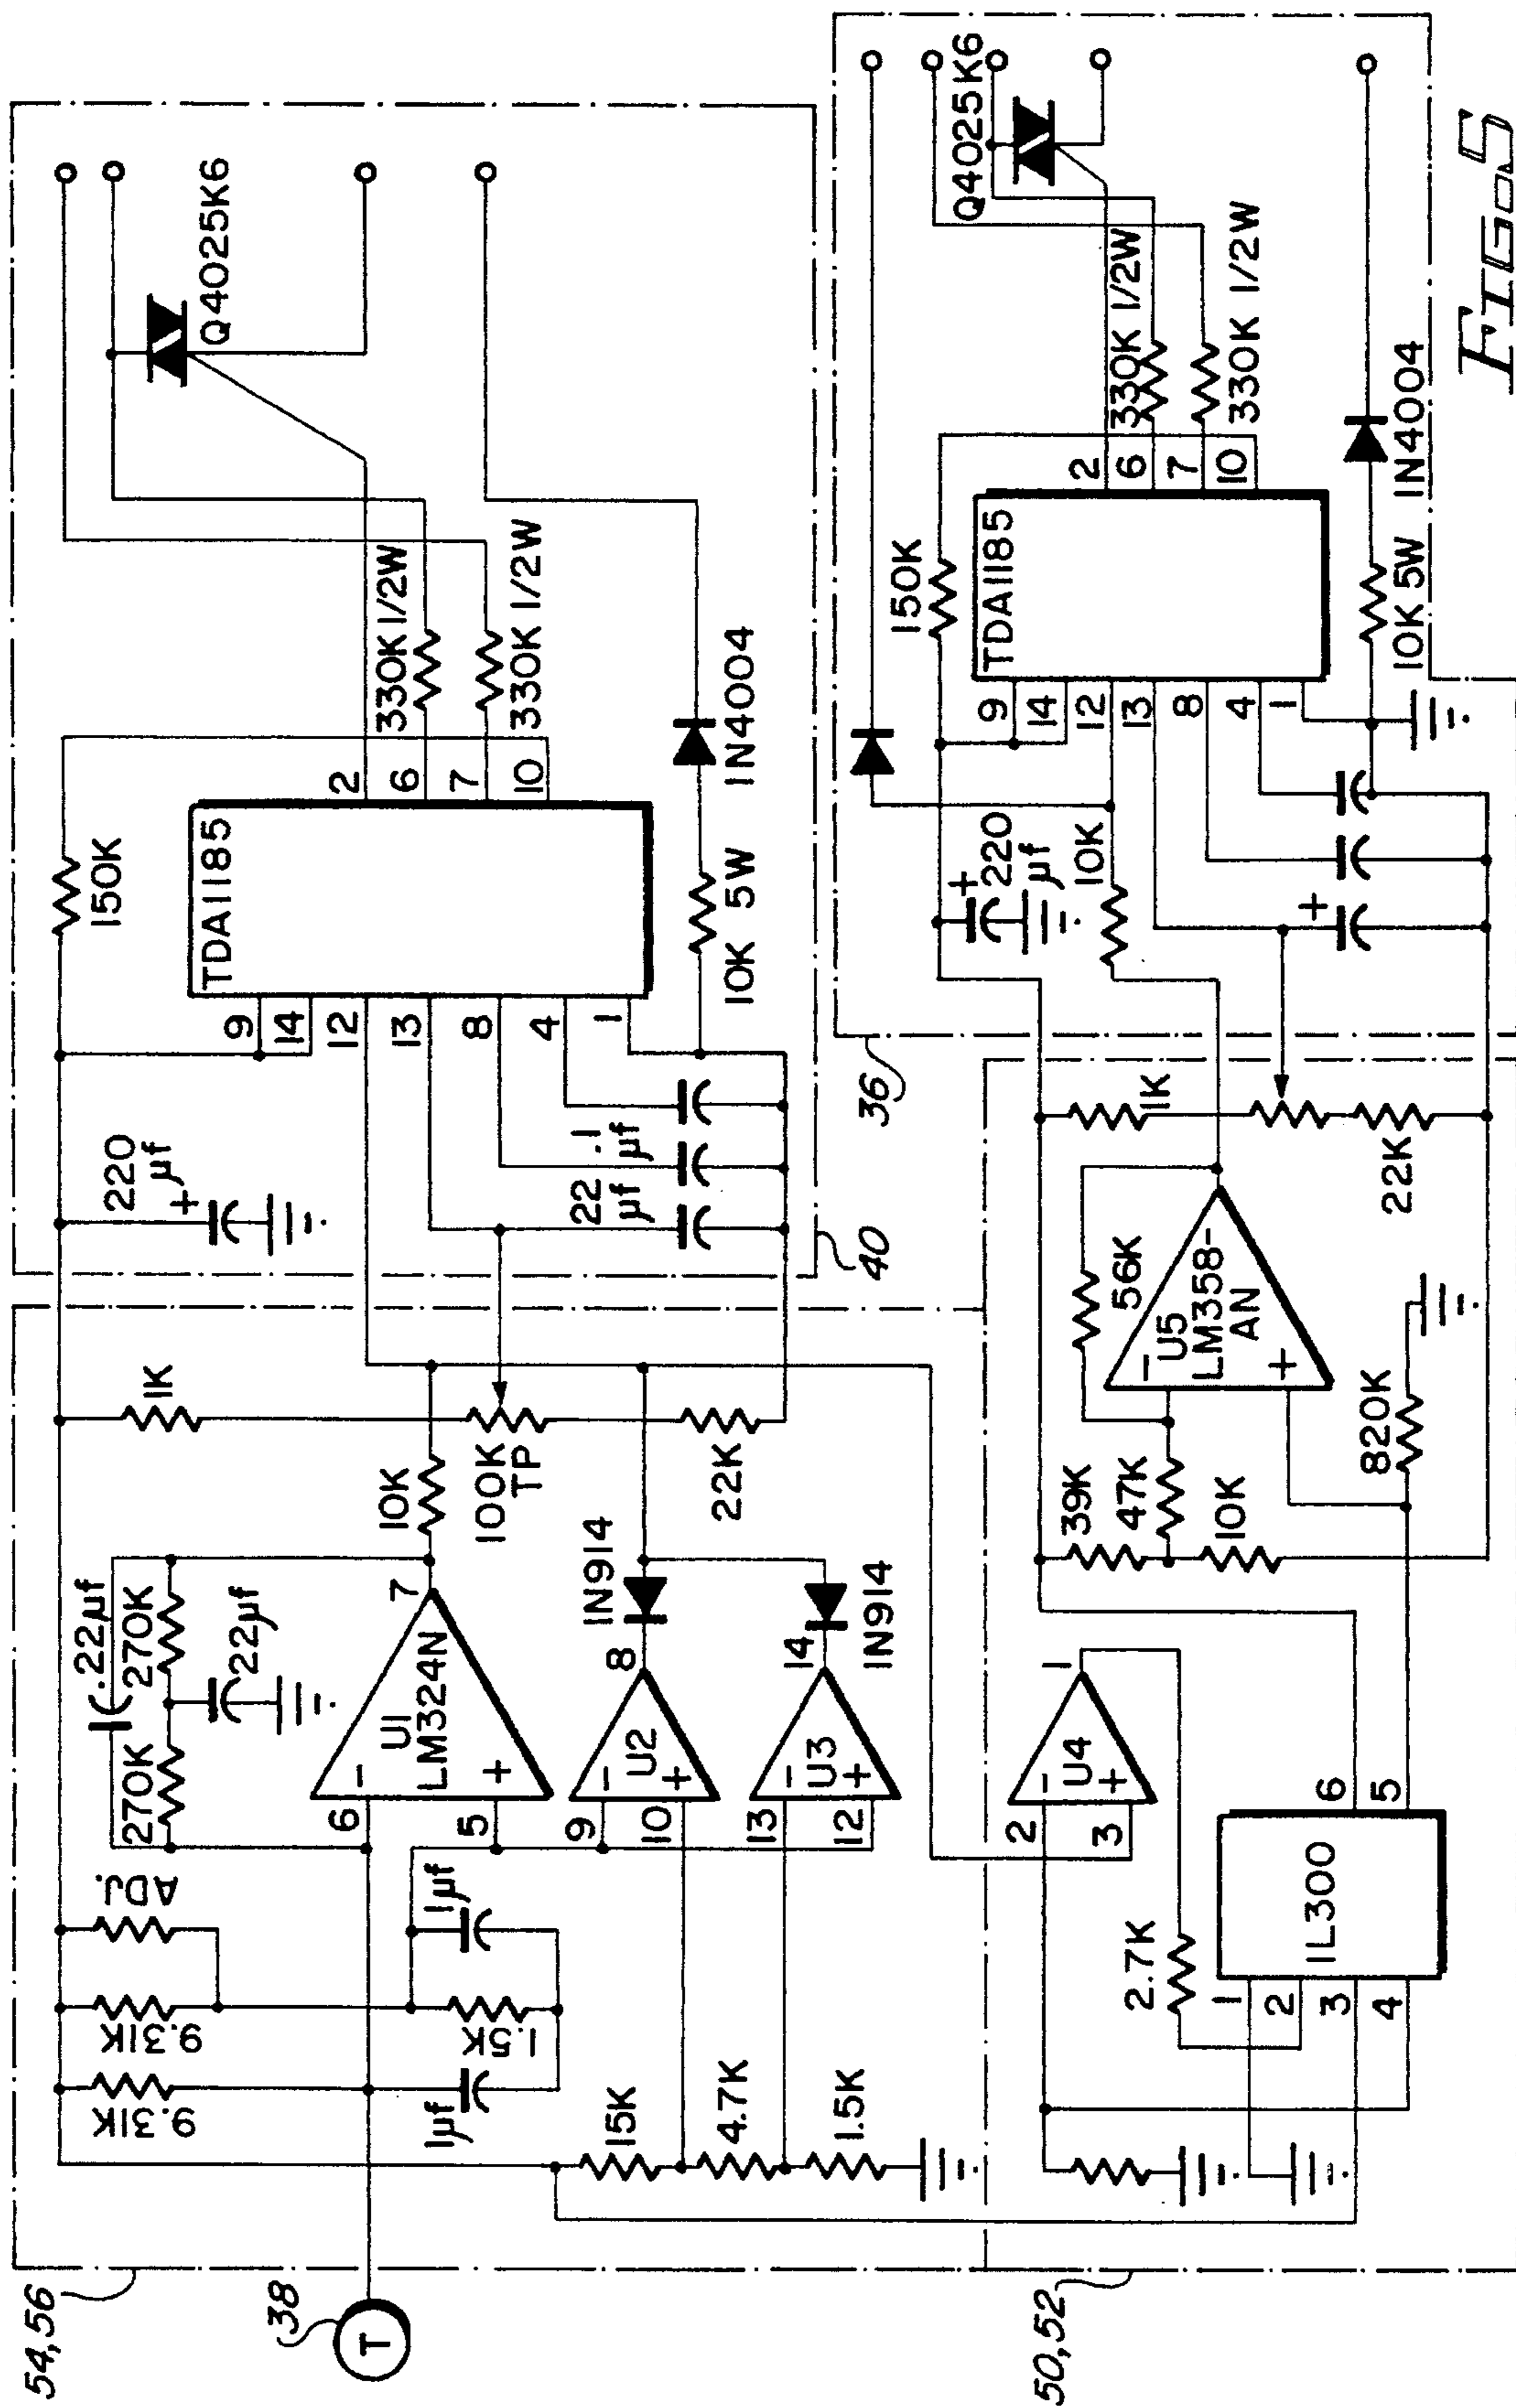 54,56
T
38
9.31K
9.31K
ADJ.
1µf
1.5K
1µf
15K
4.7K
1.5K
.22µf
270K
270K
22µf
6
5
−
+
U1
LM324N
7
10K
9
10
−
+
U2
8
1N914
13
12
−
+
U3
14
1N914
1K
100K
TP
22K
220
µf
+
40
22
µf
.1
µf
9
14
12
13
8
4
1
TDA1185
150K
2
6
7
10
330K 1/2W
330K 1/2W
10K 5W
1N4004
Q4025K6
50,52
2
3
−
+
U4
1
2.7K
1
2
3
4
1L300
6
5
39K
47K
10K
56K
−
+
U5
LM358-
AN
820K
1K
22K
36
+
220
µf
10K
+
9
14
12
13
8
4
1
TDA1185
150K
2
6
7
10
330K 1/2W
330K 1/2W
10K 5W
1N4004
Q4025K6
FIG-5